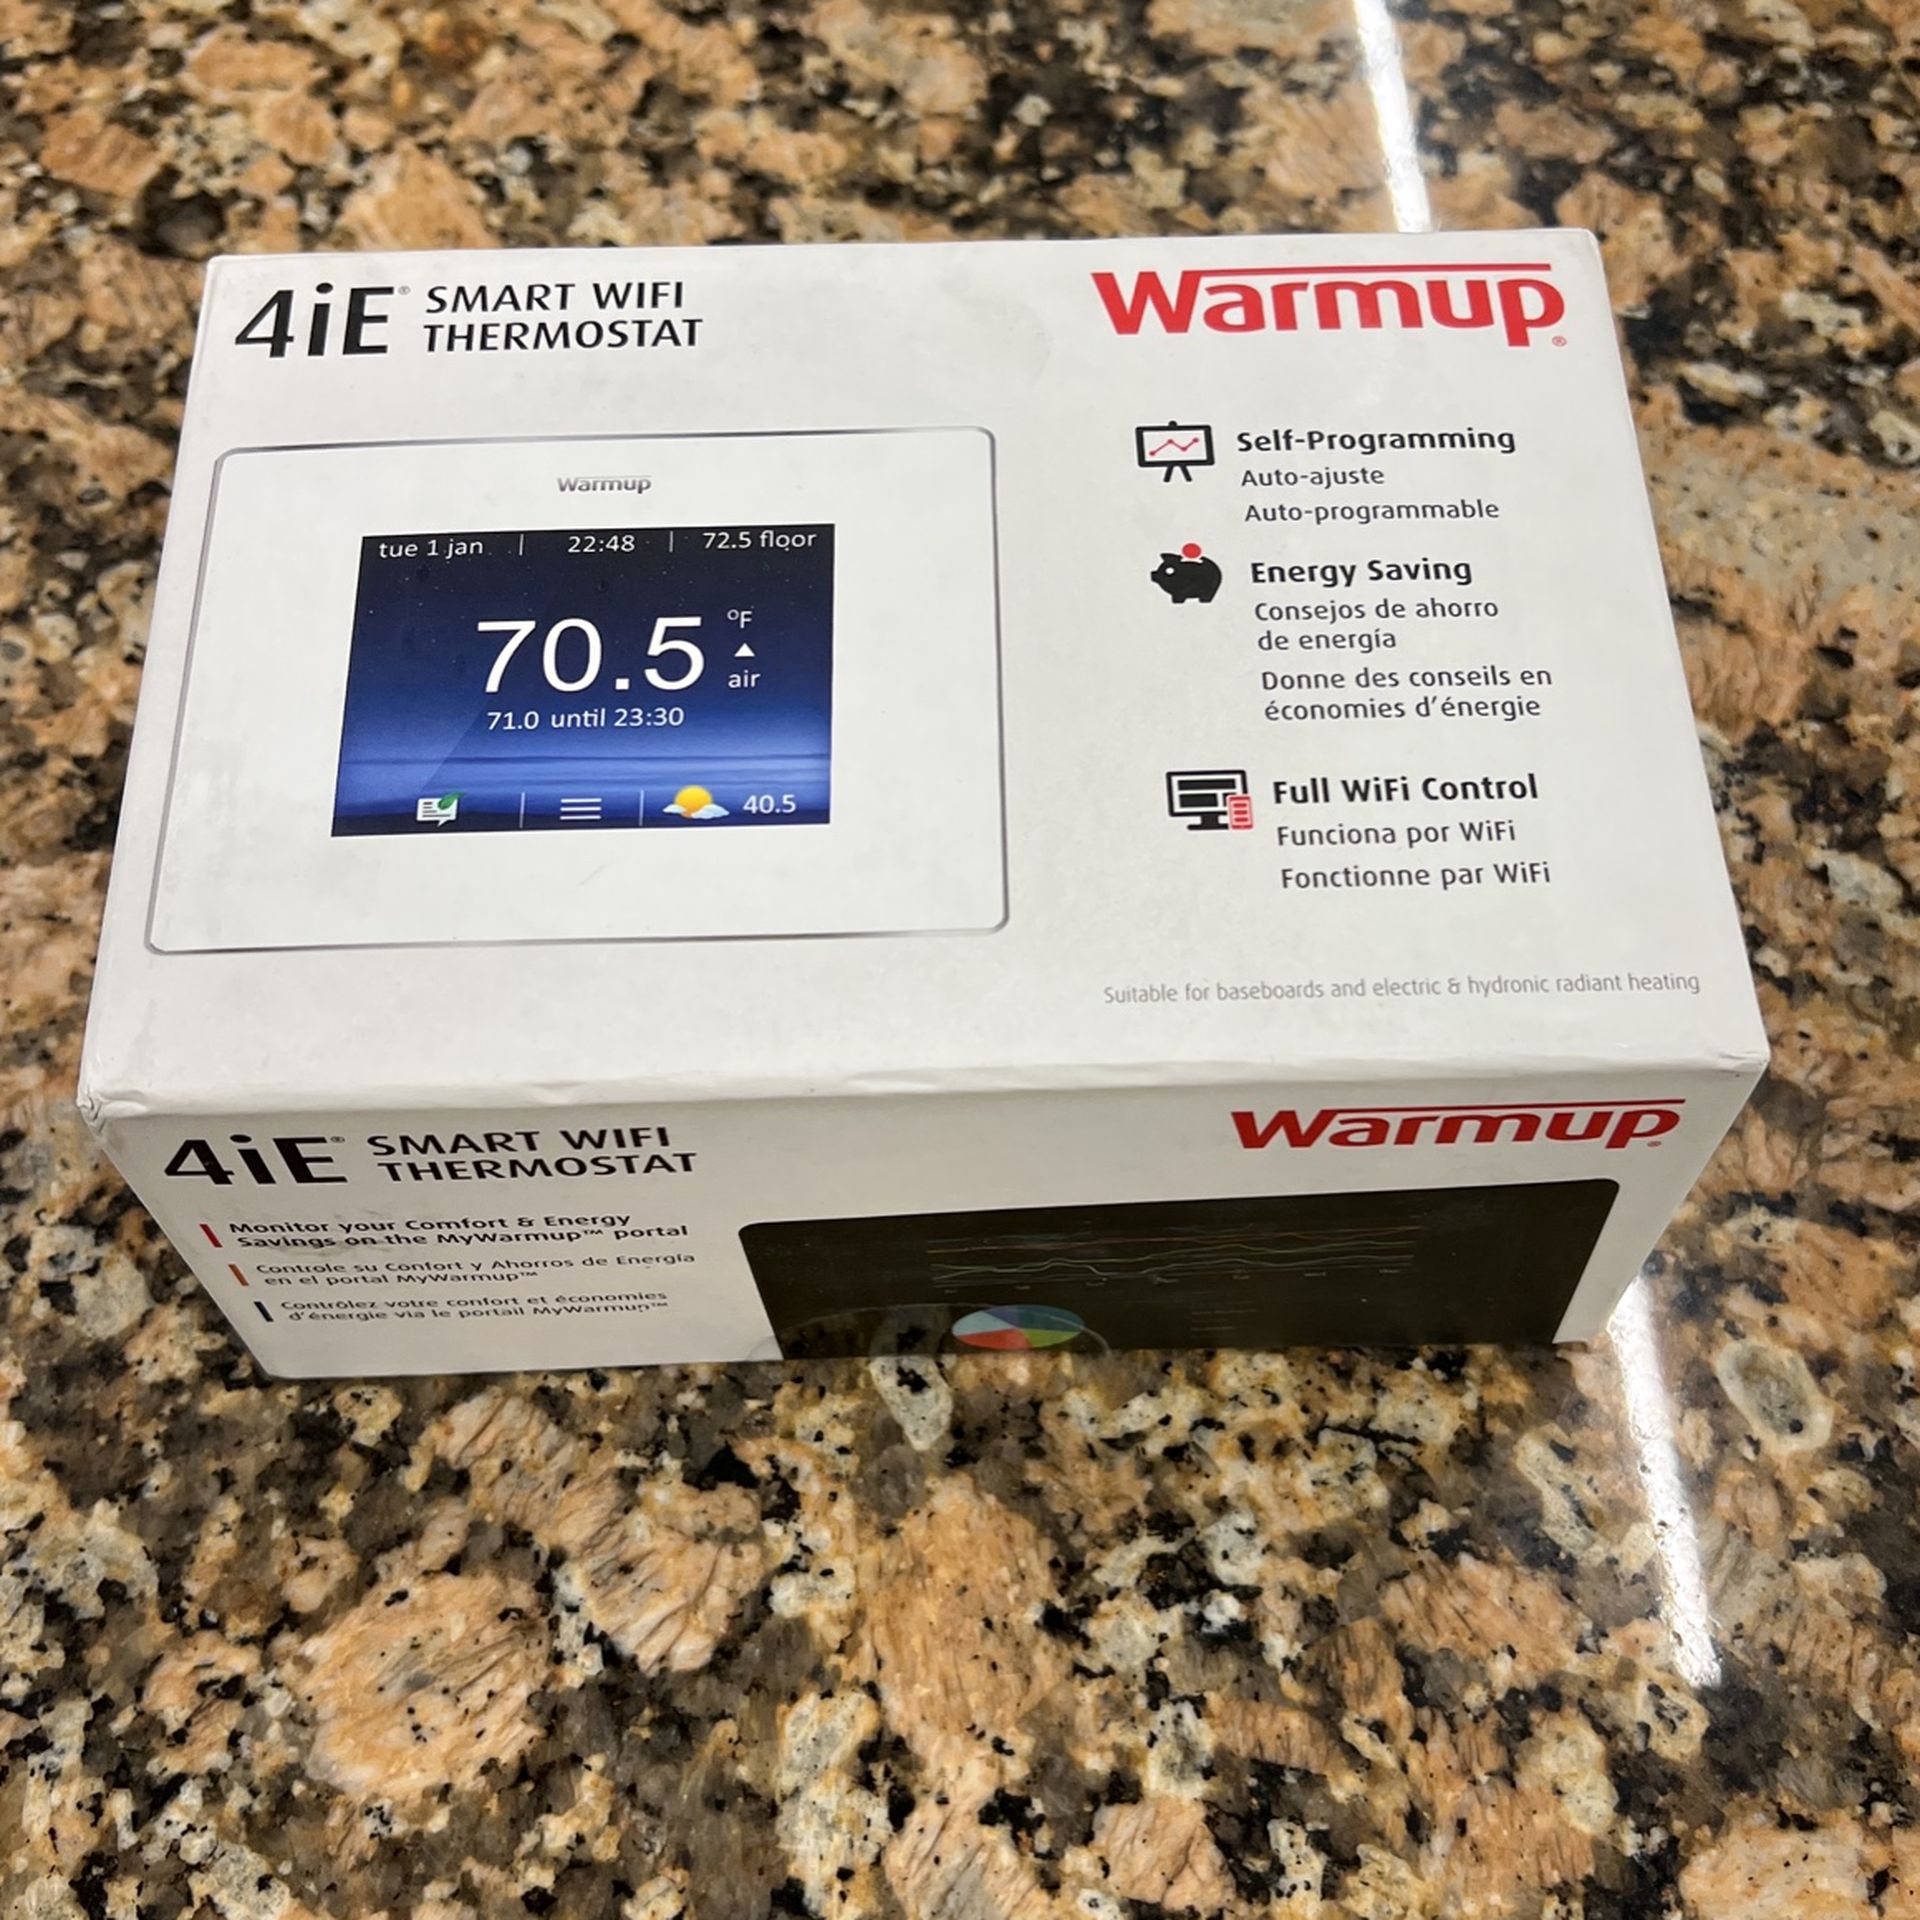 4iE® SMART WIFI
THERMOSTAT
Warmup®
Warmup
tue 1 jan | 22:48 | 72.5 floor
70.5 °F
air
71.0 until 23:30
40.5
Self-Programming
Auto-ajuste
Auto-programmable
Energy Saving
Consejos de ahorro
de energía
Donne des conseils en
économies d'énergie
Full WiFi Control
Funciona por WiFi
Fonctionne par WiFi
Suitable for baseboards and electric & hydronic radiant heating
4iE® SMART WIFI
THERMOSTAT
Warmup®
Monitor your Comfort & Energy
Savings on the MyWarmup™ portal
Controle su Confort y Ahorros de Energía
en el portal MyWarmup™
Contrôlez votre confort et économies
d'énergie via le portail MyWarmup™